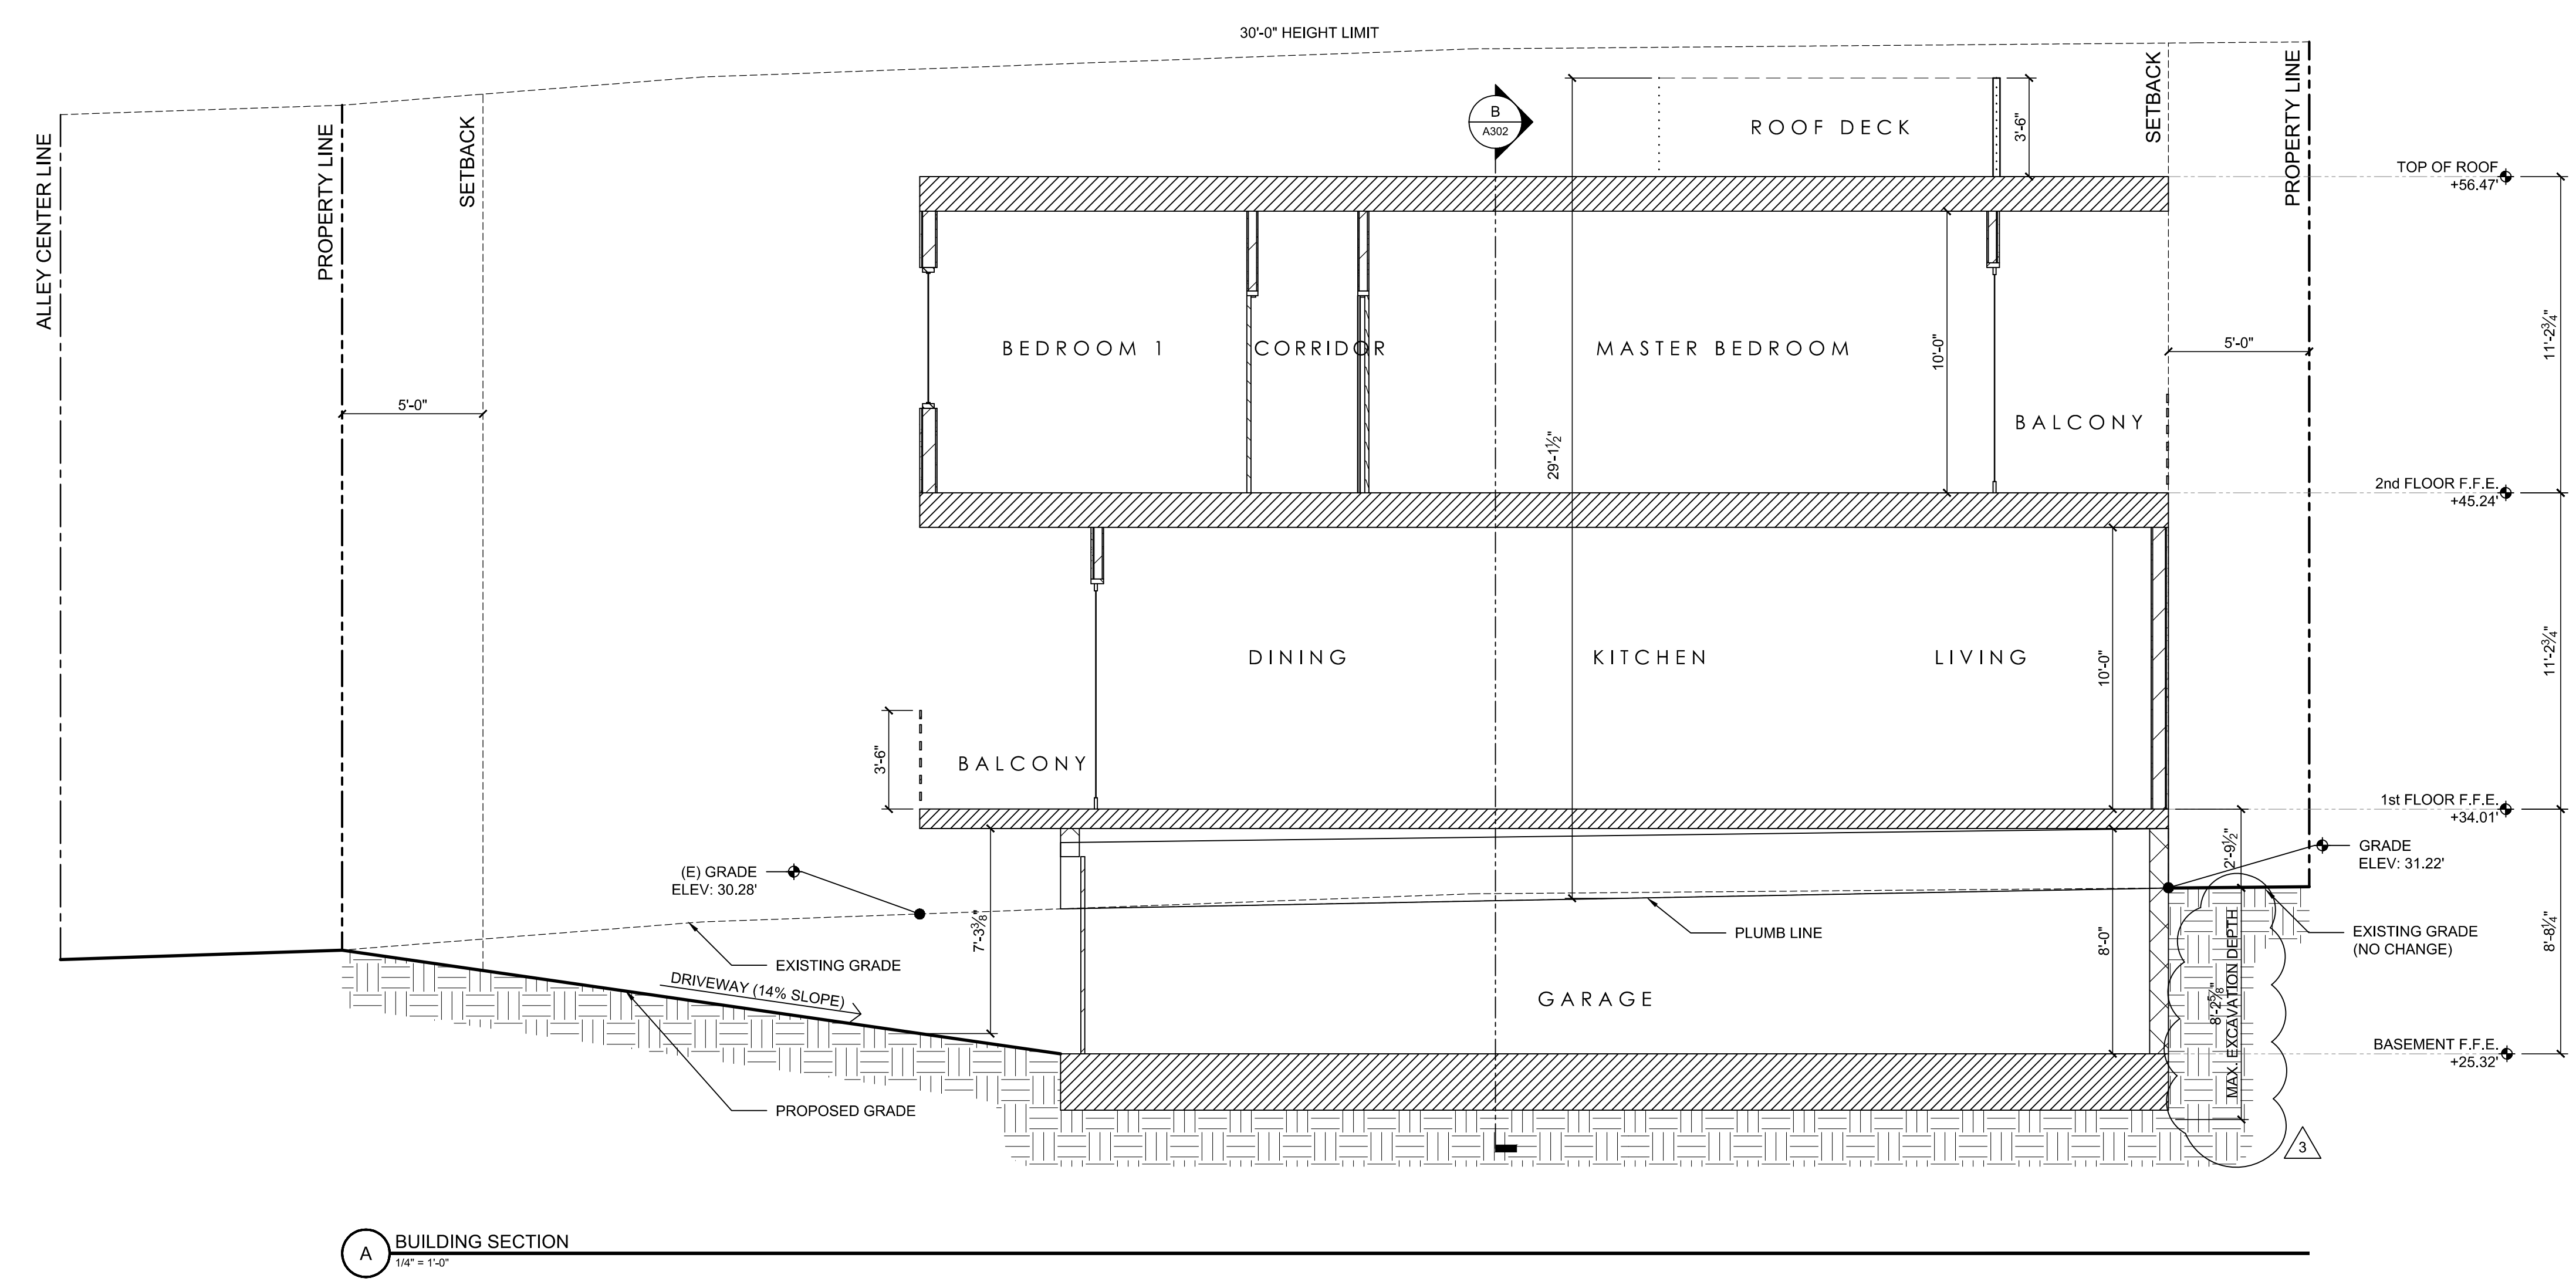 30'-0" HEIGHT LIMIT
ALLEY CENTER LINE
PROPERTY LINE
SETBACK
B
A302
ROOF DECK
3'-6"
SETBACK
PROPERTY LINE
TOP OF ROOF
+56.47'
BEDROOM 1
CORRIDOR
MASTER BEDROOM
10'-0"
BALCONY
5'-0"
11'-2¾"
5'-0"
29'-1½"
2nd FLOOR F.F.E.
+45.24'
DINING
KITCHEN
LIVING
10'-0"
11'-2¾"
3'-6"
BALCONY
1st FLOOR F.F.E.
+34.01'
(E) GRADE
ELEV: 30.28'
7'-3⅜"
2'-9½"
GRADE
ELEV: 31.22'
PLUMB LINE
EXISTING GRADE
(NO CHANGE)
EXISTING GRADE
DRIVEWAY (14% SLOPE)
GARAGE
8'-0"
8'-2⅝"
MAX. EXCAVATION DEPTH
8'-8¼"
BASEMENT F.F.E.
+25.32'
PROPOSED GRADE
3
A
BUILDING SECTION
1/4" = 1'-0"